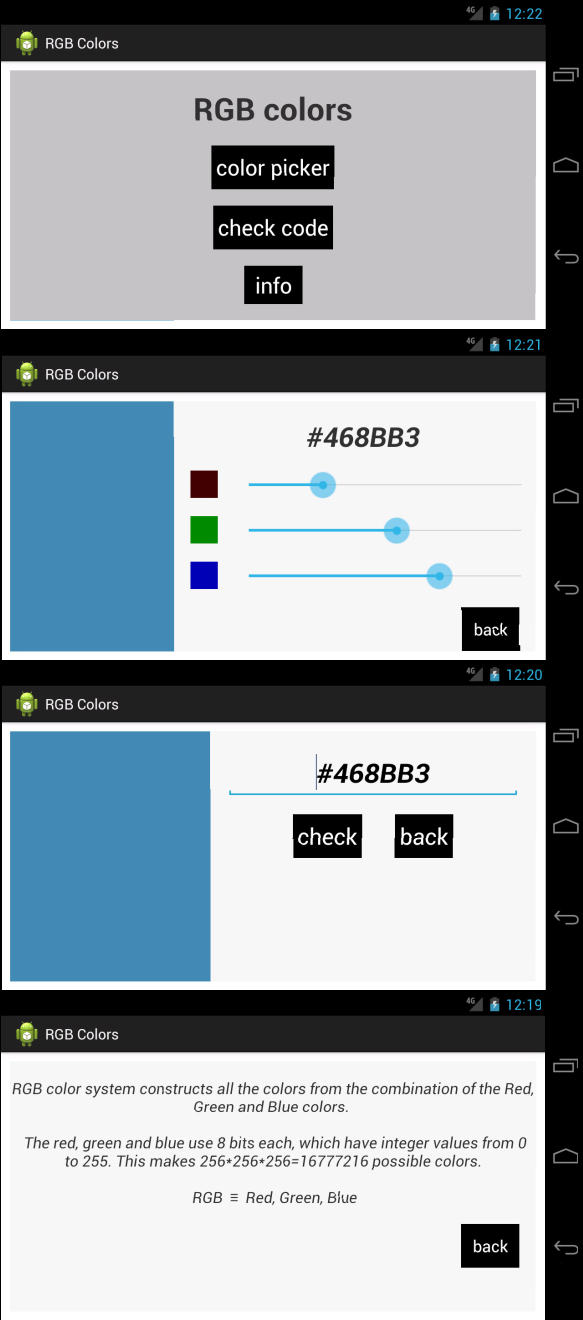 4G 12:22
RGB Colors
RGB colors
color picker
check code
info
4G 12:21
RGB Colors
#468BB3
back
4G 12:20
RGB Colors
#468BB3
check back
4G 12:19
RGB Colors
RGB color system constructs all the colors from the combination of the Red,
Green and Blue colors.
The red, green and blue use 8 bits each, which have integer values from 0
to 255. This makes 256*256*256=16777216 possible colors.
RGB ≡ Red, Green, Blue
back